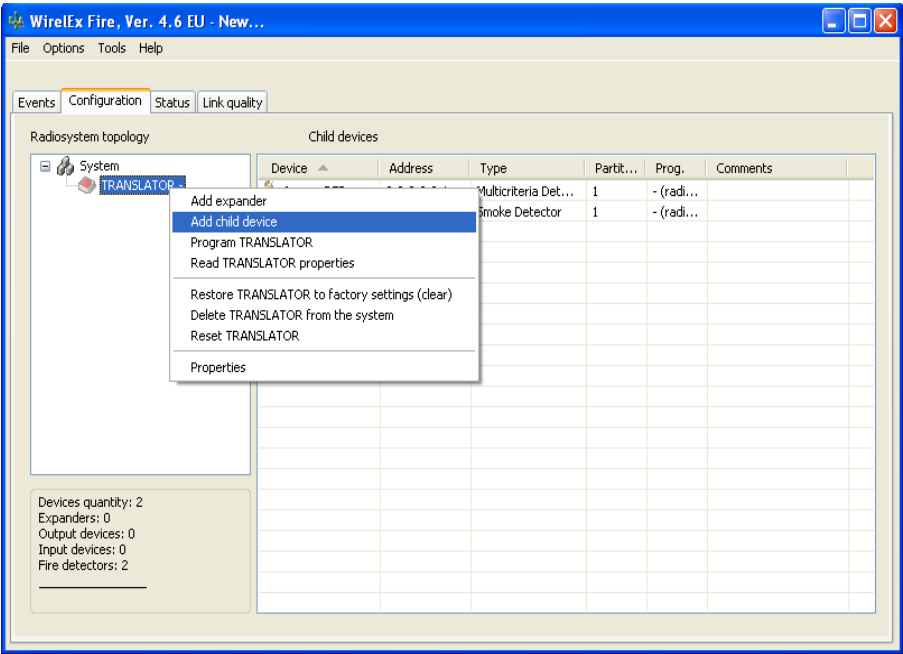 WirelEx Fire, Ver. 4.6 EU - New...
File Options Tools Help
Events Configuration Status Link quality
Radiosystem topology Child devices
System
TRANSLATOR -
Device Address Type Partit... Prog. Comments
Multicriteria Det... 1 - (radi...
Smoke Detector 1 - (radi...
Add expander
Add child device
Program TRANSLATOR
Read TRANSLATOR properties
Restore TRANSLATOR to factory settings (clear)
Delete TRANSLATOR from the system
Reset TRANSLATOR
Properties
Devices quantity: 2
Expanders: 0
Output devices: 0
Input devices: 0
Fire detectors: 2